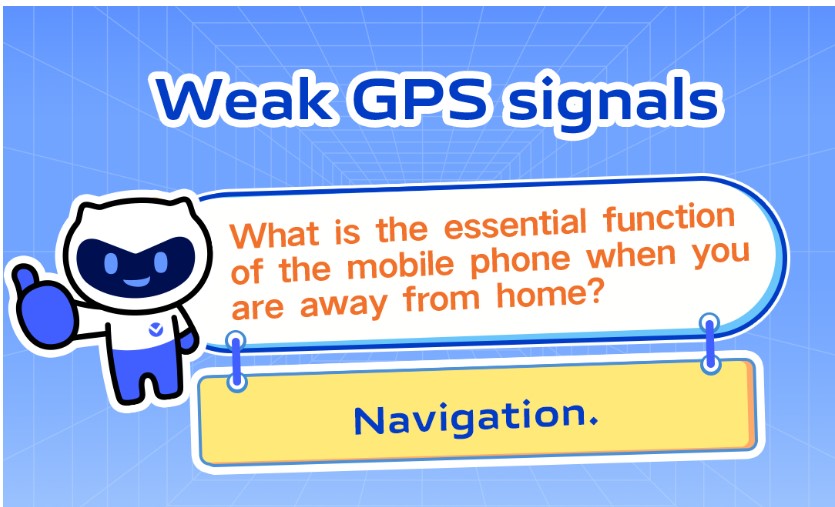 Weak GPS signals
What is the essential function
of the mobile phone when you
are away from home?
Navigation.